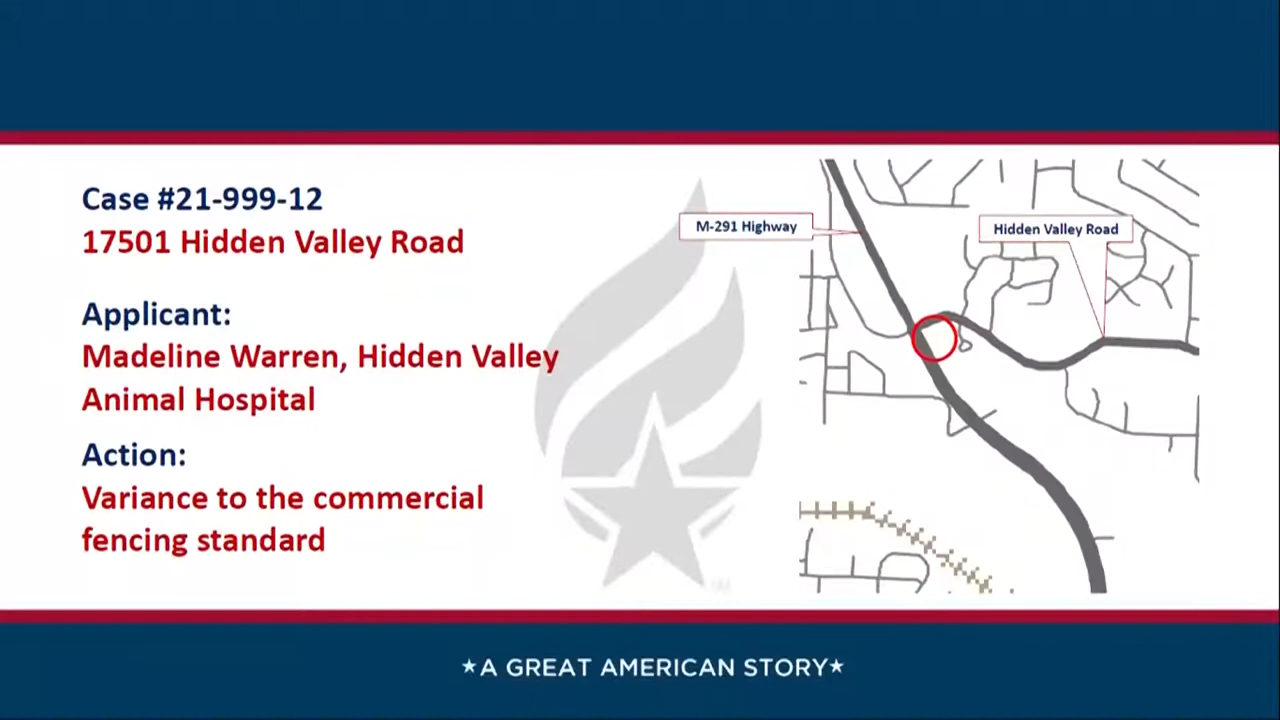 Case #21-999-12
17501 Hidden Valley Road
Applicant:
Madeline Warren, Hidden Valley
Animal Hospital
Action:
Variance to the commercial
fencing standard
M-291 Highway
Hidden Valley Road
★A GREAT AMERICAN STORY★